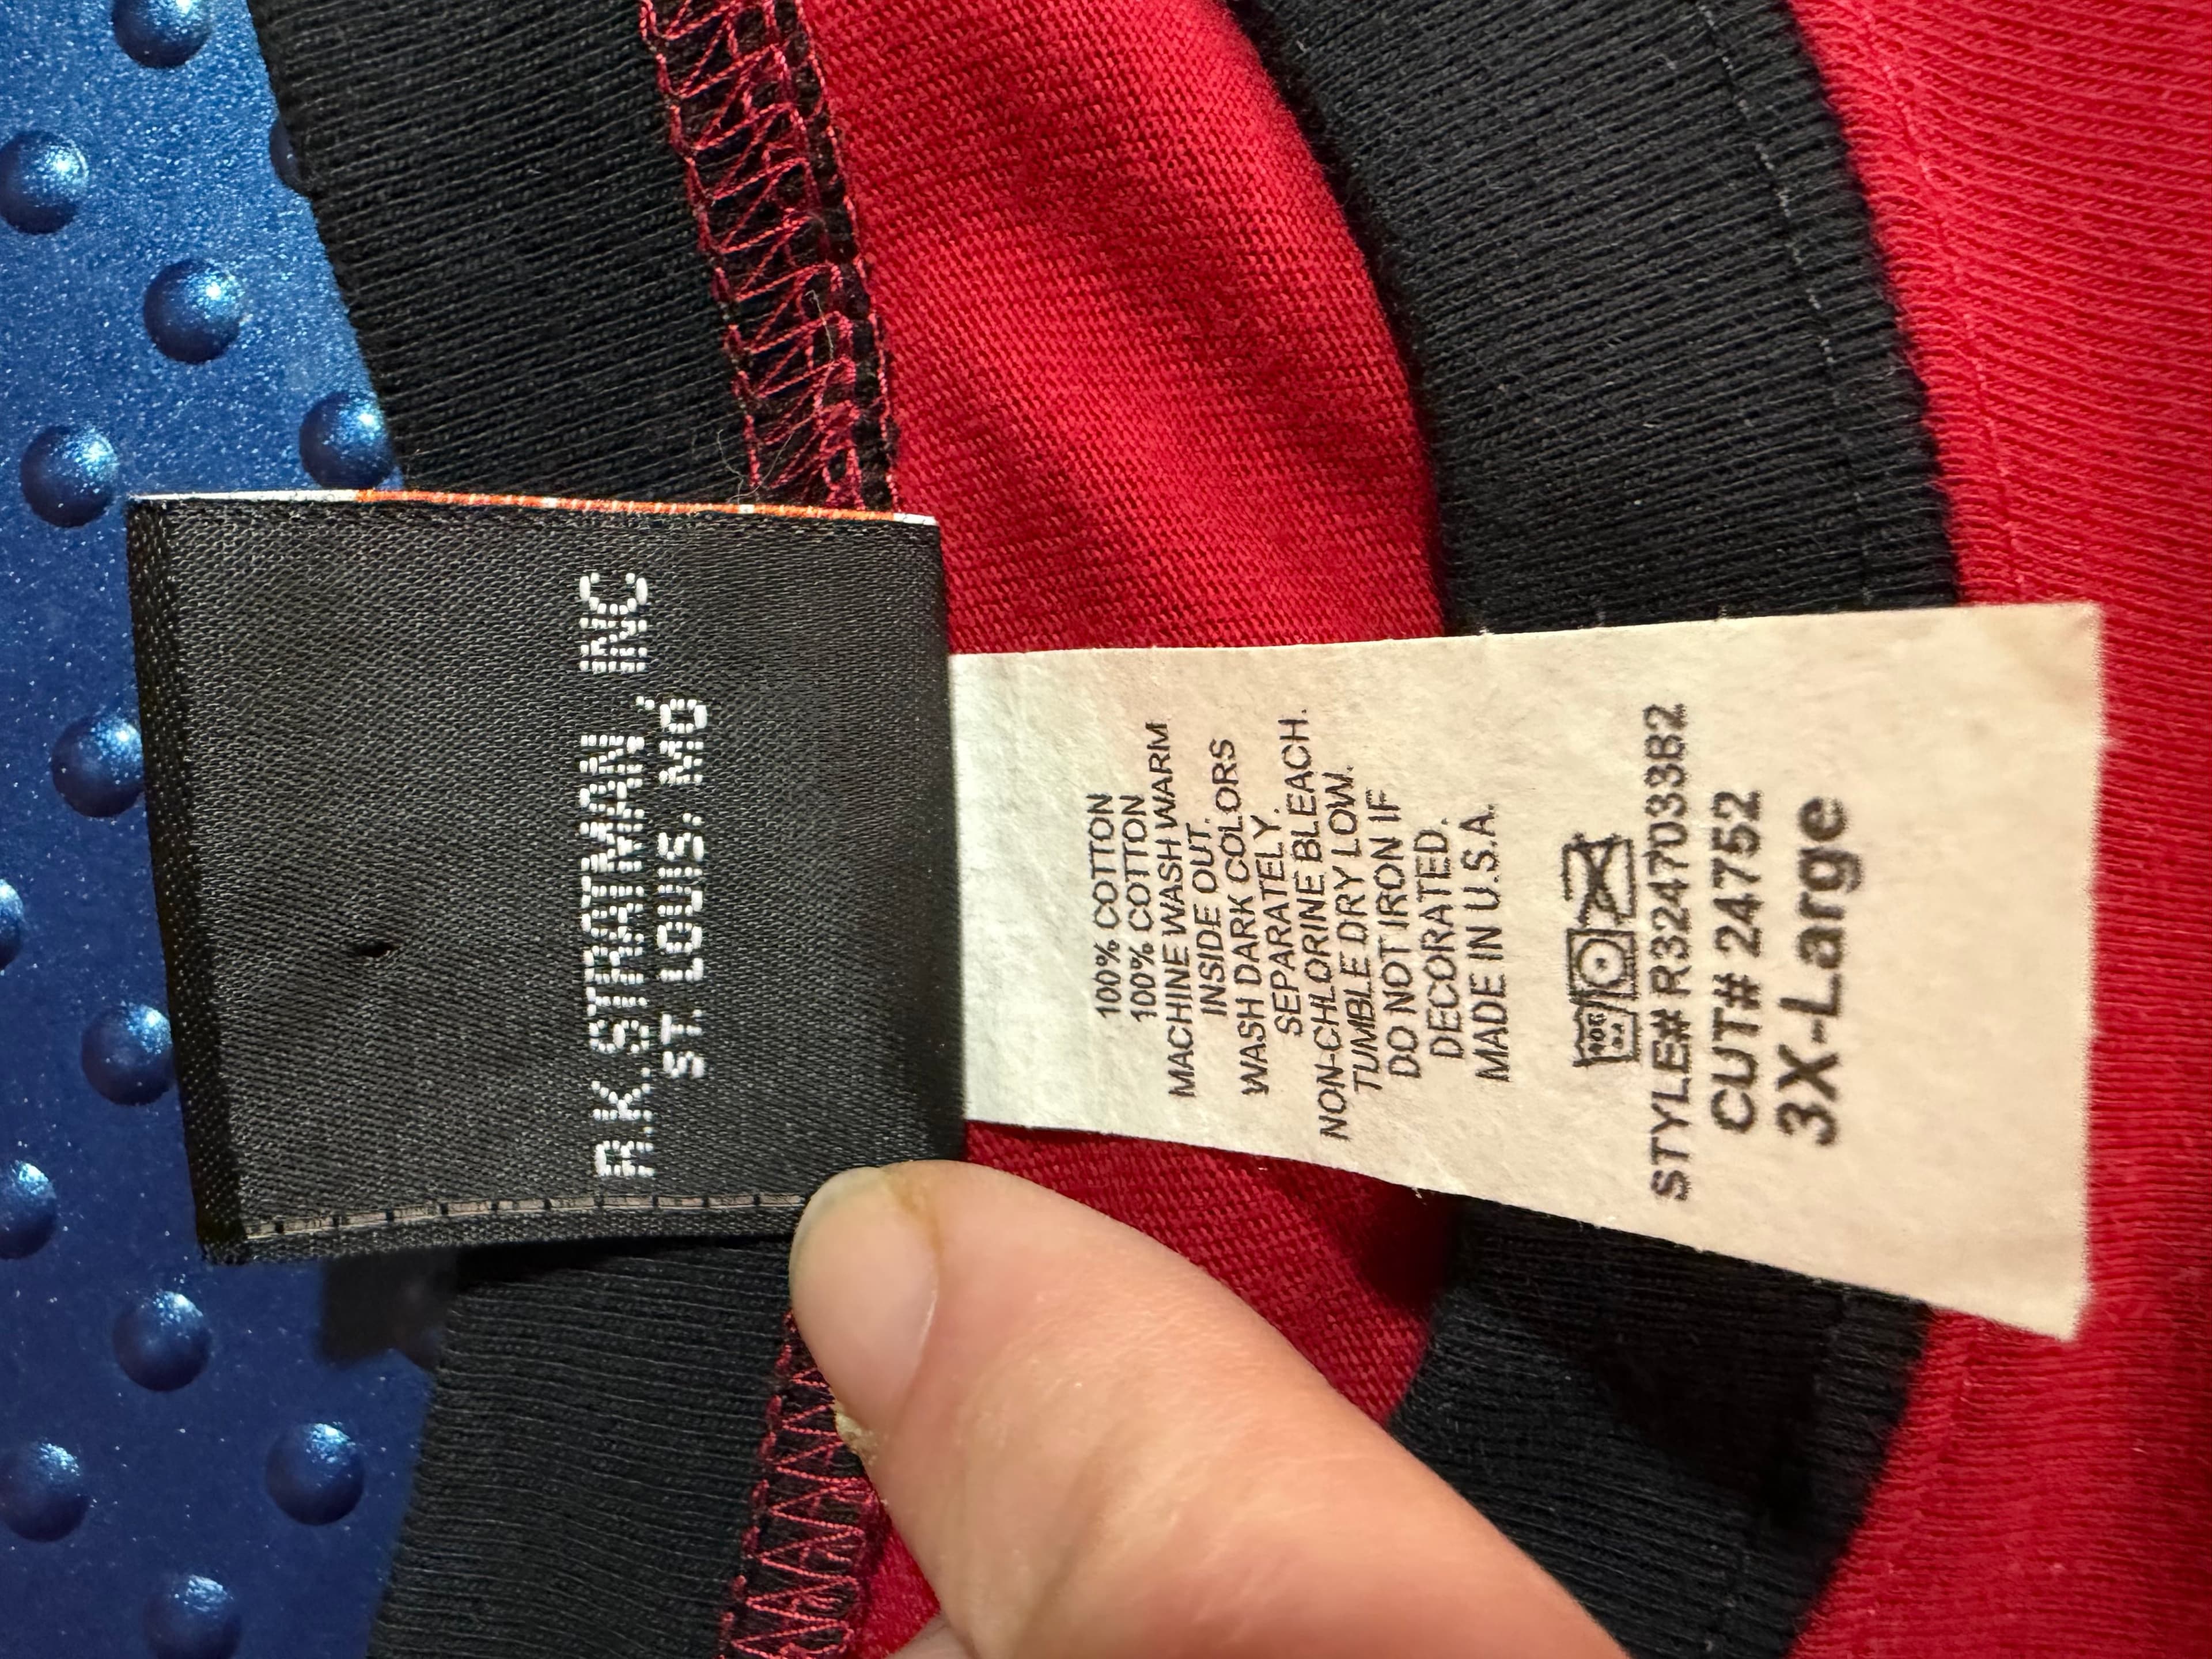 R.K. STRATMAN, INC
ST. LOUIS, MO
100% COTTON
100% COTTON
MACHINE WASH WARM
INSIDE OUT.
WASH DARK COLORS
SEPARATELY.
NON-CHLORINE BLEACH.
TUMBLE DRY LOW.
DO NOT IRON IF
DECORATED.
MADE IN U.S.A.
STYLE# R3247033B2
CUT# 24752
3X-Large